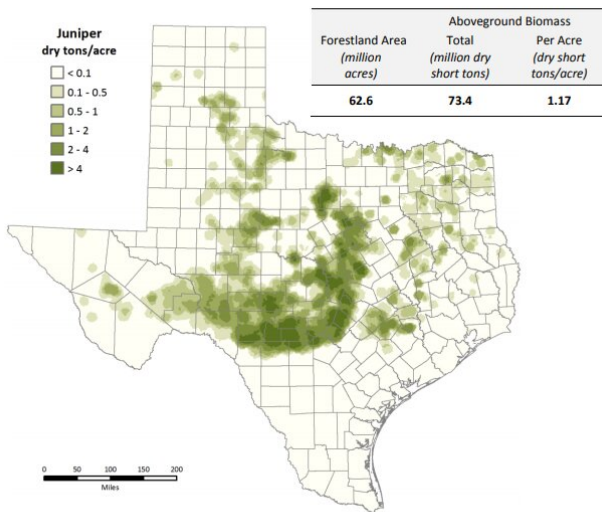 Juniper
dry tons/acre
< 0.1
0.1 - 0.5
0.5 - 1
1 - 2
2 - 4
> 4
Aboveground Biomass
Forestland Area Total Per Acre
(million (million dry (dry short
acres) short tons) tons/acre)
62.6 73.4 1.17
0 50 100 150 200
Miles